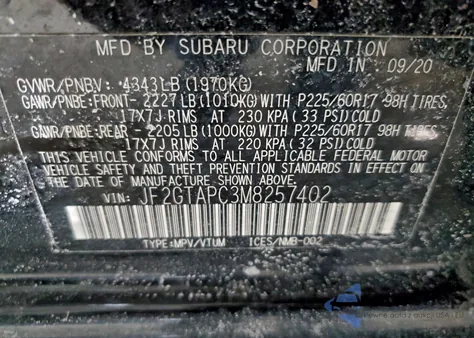 MFD BY SUBARU CORPORATION
MFD IN 09/20
GVWR/PNBV: 4343LB(1970KG)
GAWR/PNBE:FRONT- 2227LB(1010KG)WITH P225/60R17 98H TIRES,
17X7J RIMS AT 230 KPA (33 PSI)COLD
GAWR/PNBE:REAR - 2205LB(1000KG)WITH P225/60R17 98H TIRES,
17X7J RIMS AT 220 KPA (32 PSI)COLD
THIS VEHICLE CONFORMS TO ALL APPLICABLE FEDERAL MOTOR
VEHICLE SAFETY AND THEFT PREVENTION STANDARDS IN EFFECT ON
THE DATE OF MANUFACTURE SHOWN ABOVE.
VIN: JF2GTAPC3M8257402
TYPE:MPV/VTUM ICES/NMB-002